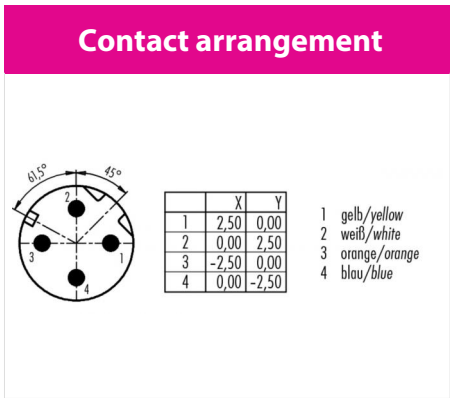 Contact arrangement
61,5° 45°
2
3 1
4
X Y
1 2,50 0,00
2 0,00 2,50
3 -2,50 0,00
4 0,00 -2,50
1 gelb/yellow
2 weiß/white
3 orange/orange
4 blau/blue